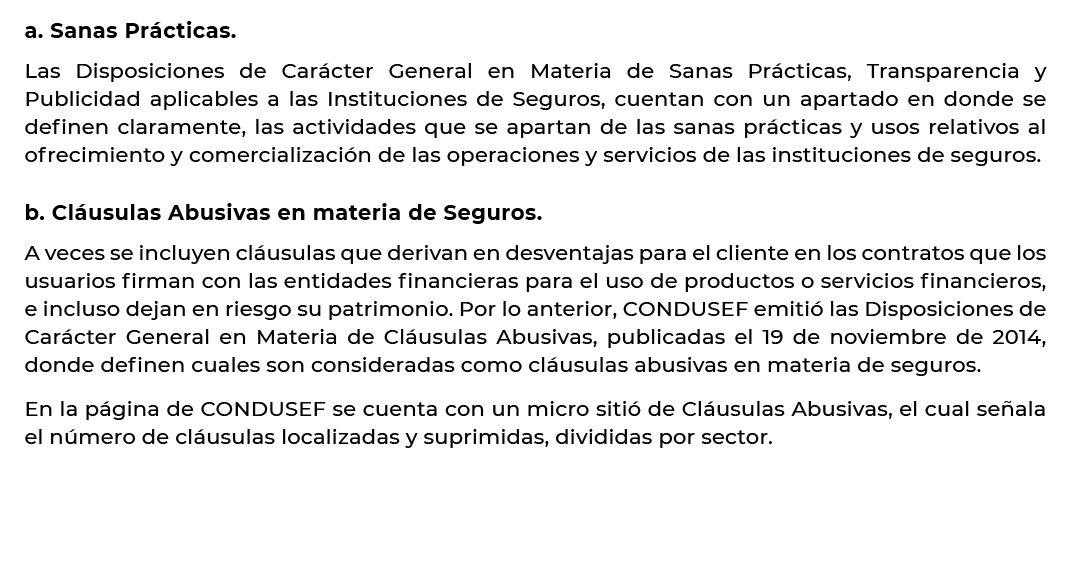 a. Sanas Prácticas.
Las Disposiciones de Carácter General en Materia de Sanas Prácticas, Transparencia y
Publicidad aplicables a las Instituciones de Seguros, cuentan con un apartado en donde se
definen claramente, las actividades que se apartan de las sanas prácticas y usos relativos al
ofrecimiento y comercialización de las operaciones y servicios de las instituciones de seguros.
b. Cláusulas Abusivas en materia de Seguros.
A veces se incluyen cláusulas que derivan en desventajas para el cliente en los contratos que los
usuarios firman con las entidades financieras para el uso de productos o servicios financieros,
e incluso dejan en riesgo su patrimonio. Por lo anterior, CONDUSEF emitió las Disposiciones de
Carácter General en Materia de Cláusulas Abusivas, publicadas el 19 de noviembre de 2014,
donde definen cuales son consideradas como cláusulas abusivas en materia de seguros.
En la página de CONDUSEF se cuenta con un micro sitió de Cláusulas Abusivas, el cual señala
el número de cláusulas localizadas y suprimidas, divididas por sector.